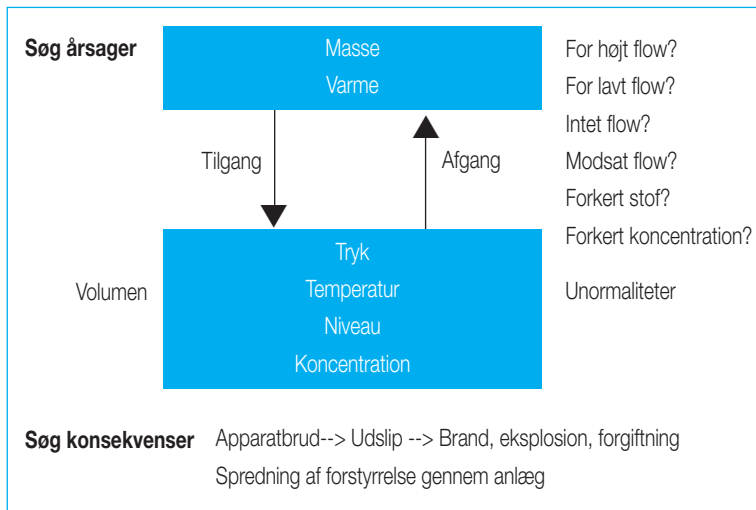 Søg årsager
Masse
Varme
For højt flow?
For lavt flow?
Intet flow?
Modsat flow?
Forkert stof?
Forkert koncentration?
Tilgang
Afgang
Volumen
Tryk
Temperatur
Niveau
Koncentration
Unormaliteter
Søg konsekvenser Apparatbrud--> Udslip --> Brand, eksplosion, forgiftning
Spredning af forstyrrelse gennem anlæg